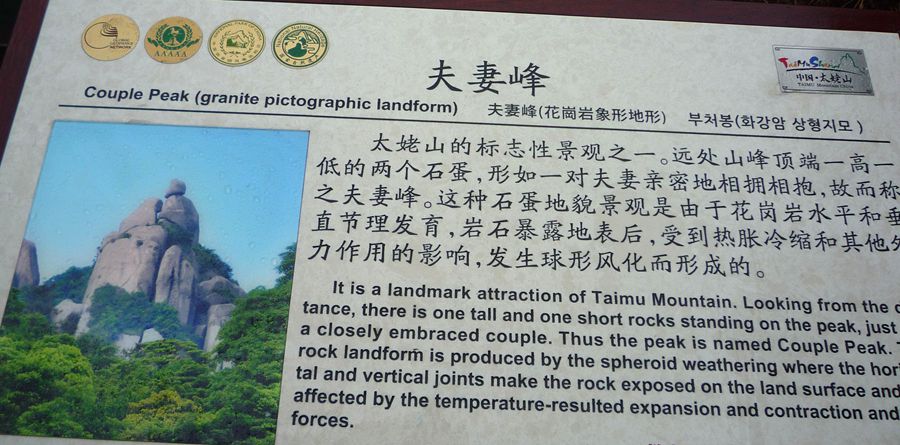 夫妻峰
TaiMuShan
中国·太姥山
TAIMU Mountain China
Couple Peak (granite pictographic landform) 夫妻峰(花崗岩象形地形) 부처봉(화강암 상형지모)
太姥山的标志性景观之一。远处山峰顶端一高一
低的两个石蛋,形如一对夫妻亲密地相拥相抱,故而称
之夫妻峰。这种石蛋地貌景观是由于花岗岩水平和垂
直节理发育,岩石暴露地表后,受到热胀冷缩和其他外
力作用的影响,发生球形风化而形成的。
It is a landmark attraction of Taimu Mountain. Looking from the
tance, there is one tall and one short rocks standing on the peak, just
a closely embraced couple. Thus the peak is named Couple Peak.
rock landform is produced by the spheroid weathering where the hori
tal and vertical joints make the rock exposed on the land surface and
affected by the temperature-resulted expansion and contraction and
forces.